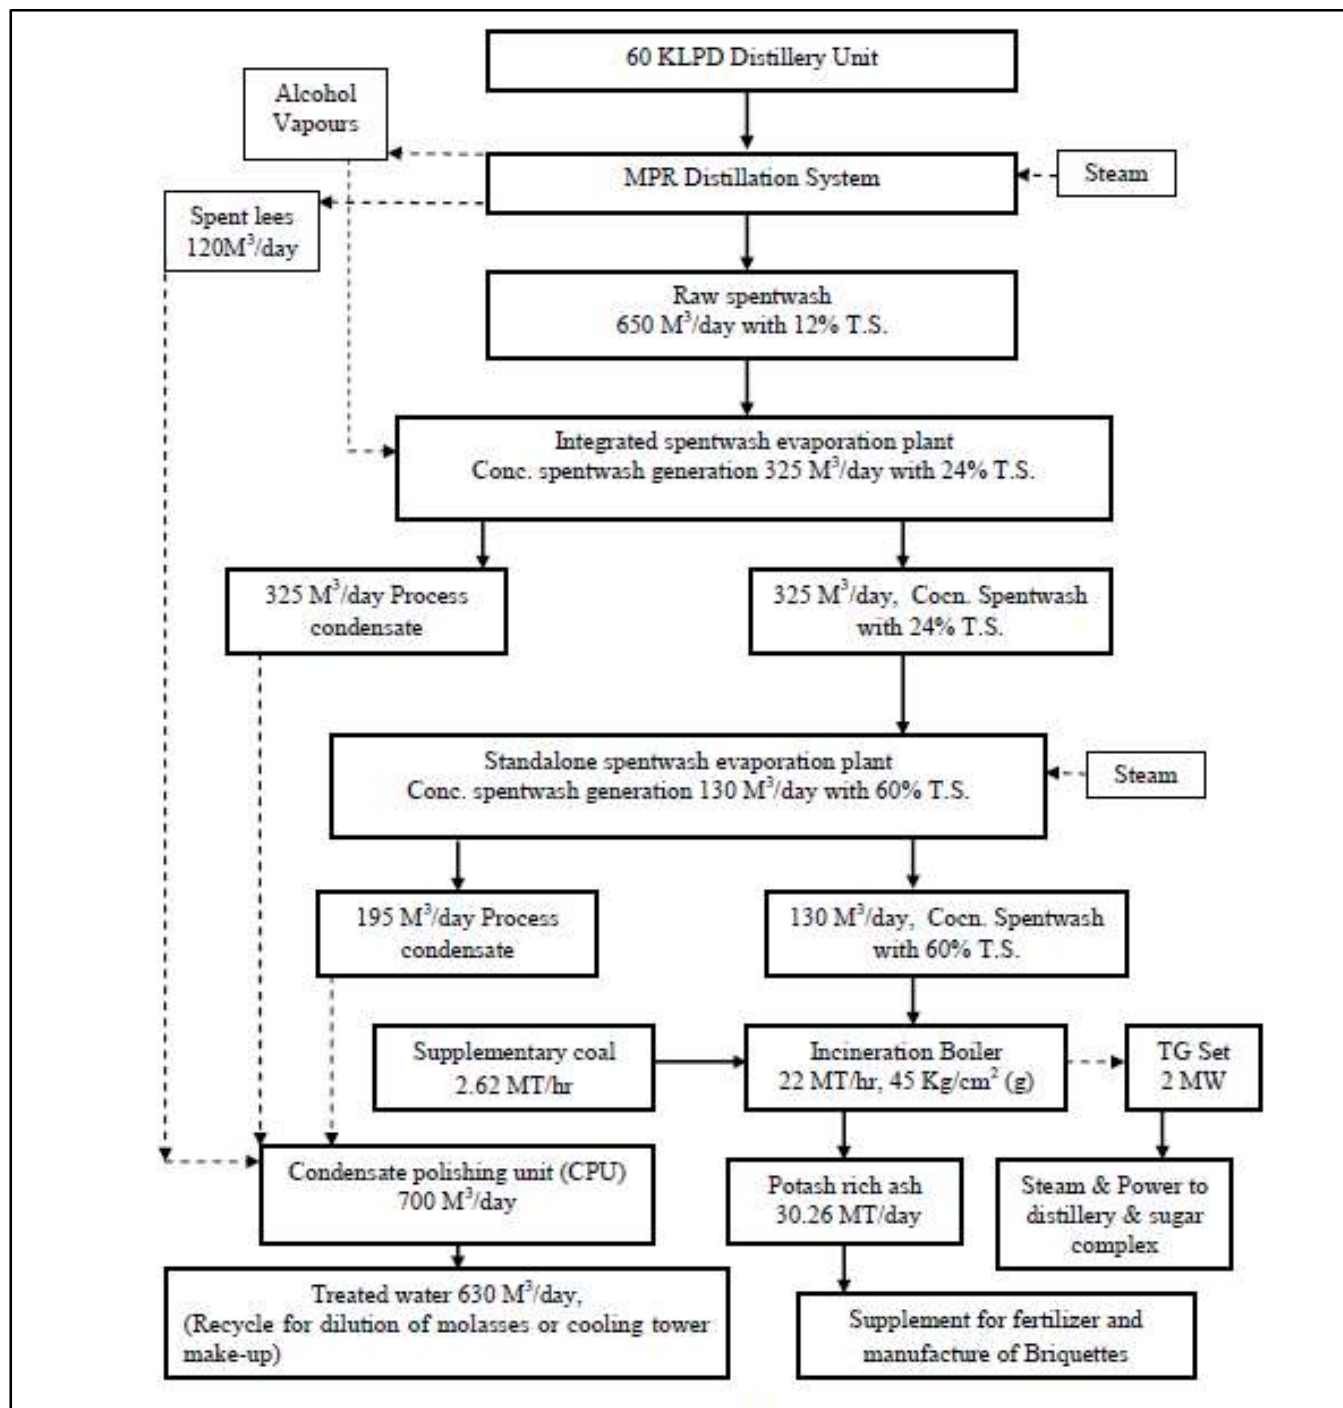 60 KLPD Distillery Unit
Alcohol
Vapours
MPR Distillation System
Steam
Spent lees
120M³/day
Raw spentwash
650 M³/day with 12% T.S.
Integrated spentwash evaporation plant
Conc. spentwash generation 325 M³/day with 24% T.S.
325 M³/day Process
condensate
325 M³/day, Cocn. Spentwash
with 24% T.S.
Standalone spentwash evaporation plant
Conc. spentwash generation 130 M³/day with 60% T.S.
Steam
195 M³/day Process
condensate
130 M³/day, Cocn. Spentwash
with 60% T.S.
Supplementary coal
2.62 MT/hr
Incineration Boiler
22 MT/hr, 45 Kg/cm² (g)
TG Set
2 MW
Condensate polishing unit (CPU)
700 M³/day
Potash rich ash
30.26 MT/day
Steam & Power to
distillery & sugar
complex
Treated water 630 M³/day,
(Recycle for dilution of molasses or cooling tower
make-up)
Supplement for fertilizer and
manufacture of Briquettes